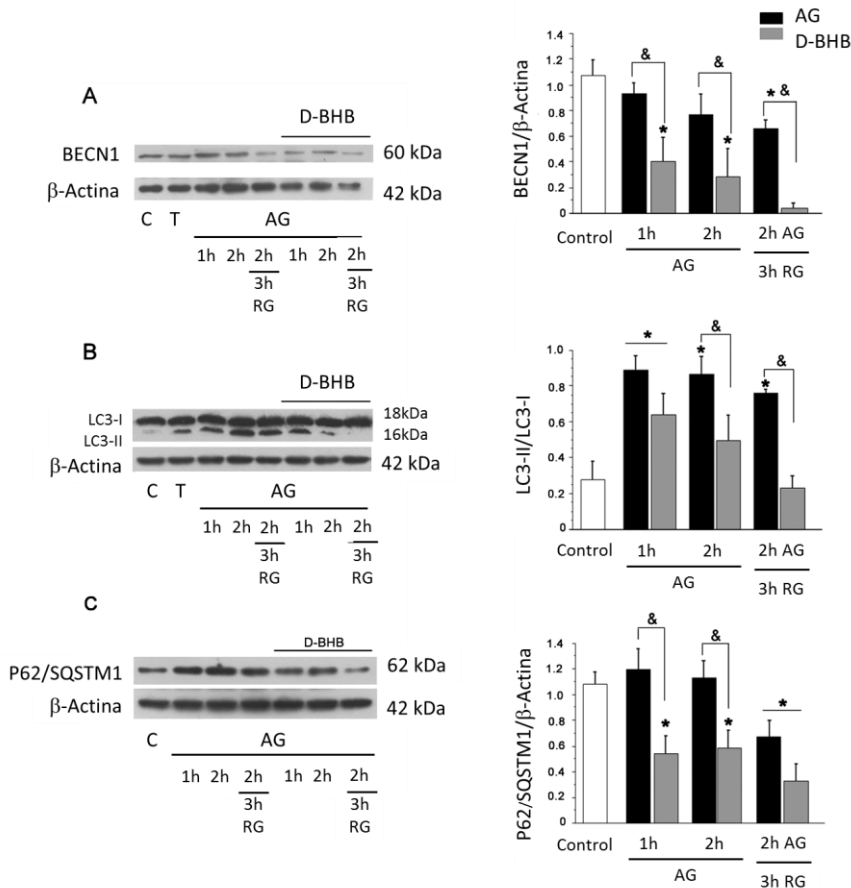 A
D-BHB
BECN1 60 kDa
β-Actina 42 kDa
C T AG
1h 2h 2h 1h 2h 2h
3h 3h
RG RG
AG
D-BHB
BECN1/β-Actina
1.4
1.2
1.0
0.8
0.6
0.4
0.2
0
& & * &
* *
Control 1h 2h 2h AG
AG 3h RG
B
D-BHB
LC3-I 18kDa
LC3-II 16kDa
β-Actina 42 kDa
C T AG
1h 2h 2h 1h 2h 2h
3h 3h
RG RG
LC3-II/LC3-I
1.0
0.8
0.6
0.4
0.2
0
* & &
* *
Control 1h 2h 2h AG
AG 3h RG
C
D-BHB
P62/SQSTM1 62 kDa
β-Actina 42 kDa
C AG
1h 2h 2h 1h 2h 2h
3h 3h
RG RG
P62/SQSTM1/β-Actina
1.4
1.2
1.0
0.8
0.6
0.4
0.2
0
& & *
* *
Control 1h 2h 2h AG
AG 3h RG